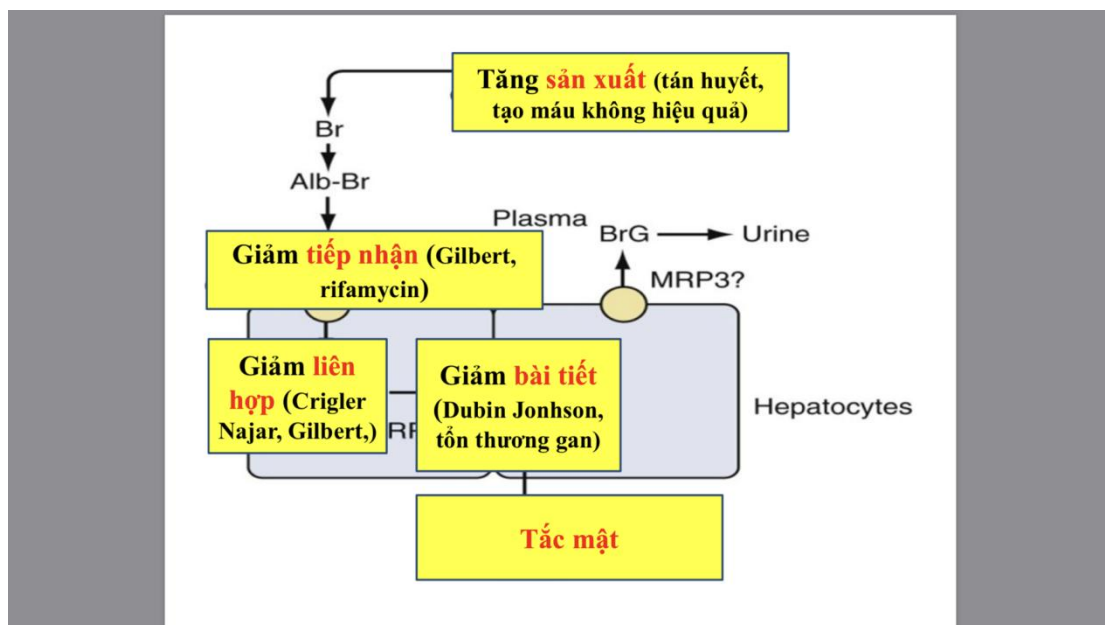 Tăng sản xuất (tán huyết,
tạo máu không hiệu quả)
Br
Alb-Br
Plasma
BrG
Urine
Giảm tiếp nhận (Gilbert,
rifamycin)
MRP3?
Giảm liên
hợp (Crigler
Najar, Gilbert,)
Giảm bài tiết
(Dubin Jonhson,
tổn thương gan)
Hepatocytes
Tắc mật